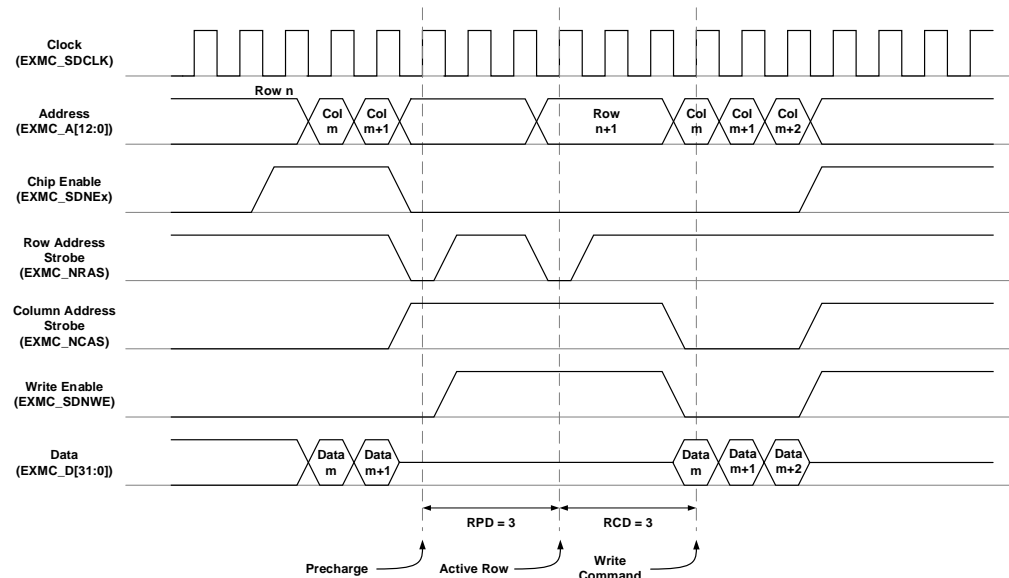 Clock
(EXMC_SDCLK)
Row n
Address
(EXMC_A[12:0])
Col
m
Col
m+1
Row
n+1
Col
m
Col
m+1
Col
m+2
Chip Enable
(EXMC_SDNEx)
Row Address
Strobe
(EXMC_NRAS)
Column Address
Strobe
(EXMC_NCAS)
Write Enable
(EXMC_SDNWE)
Data
(EXMC_D[31:0])
Data
m
Data
m+1
Data
m
Data
m+1
Data
m+2
RPD = 3
RCD = 3
Precharge
Active Row
Write
Command